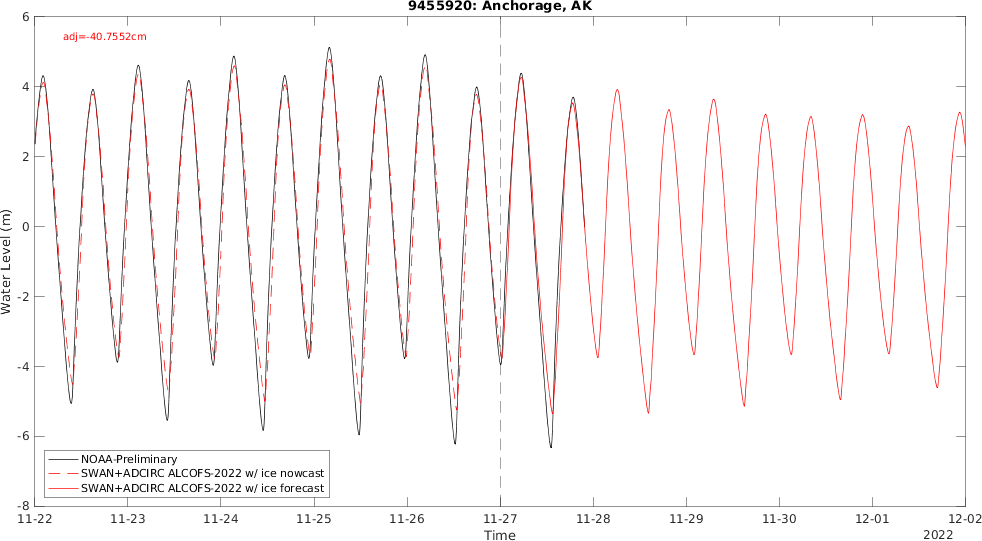 9455920: Anchorage, AK
adj=-40.7552cm
6
4
2
0
-2
-4
-6
-8
Water Level (m)
NOAA-Preliminary
SWAN+ADCIRC ALCOFS-2022 w/ ice nowcast
SWAN+ADCIRC ALCOFS-2022 w/ ice forecast
11-22 11-23 11-24 11-25 11-26 11-27 11-28 11-29 11-30 12-01 12-02
Time
2022